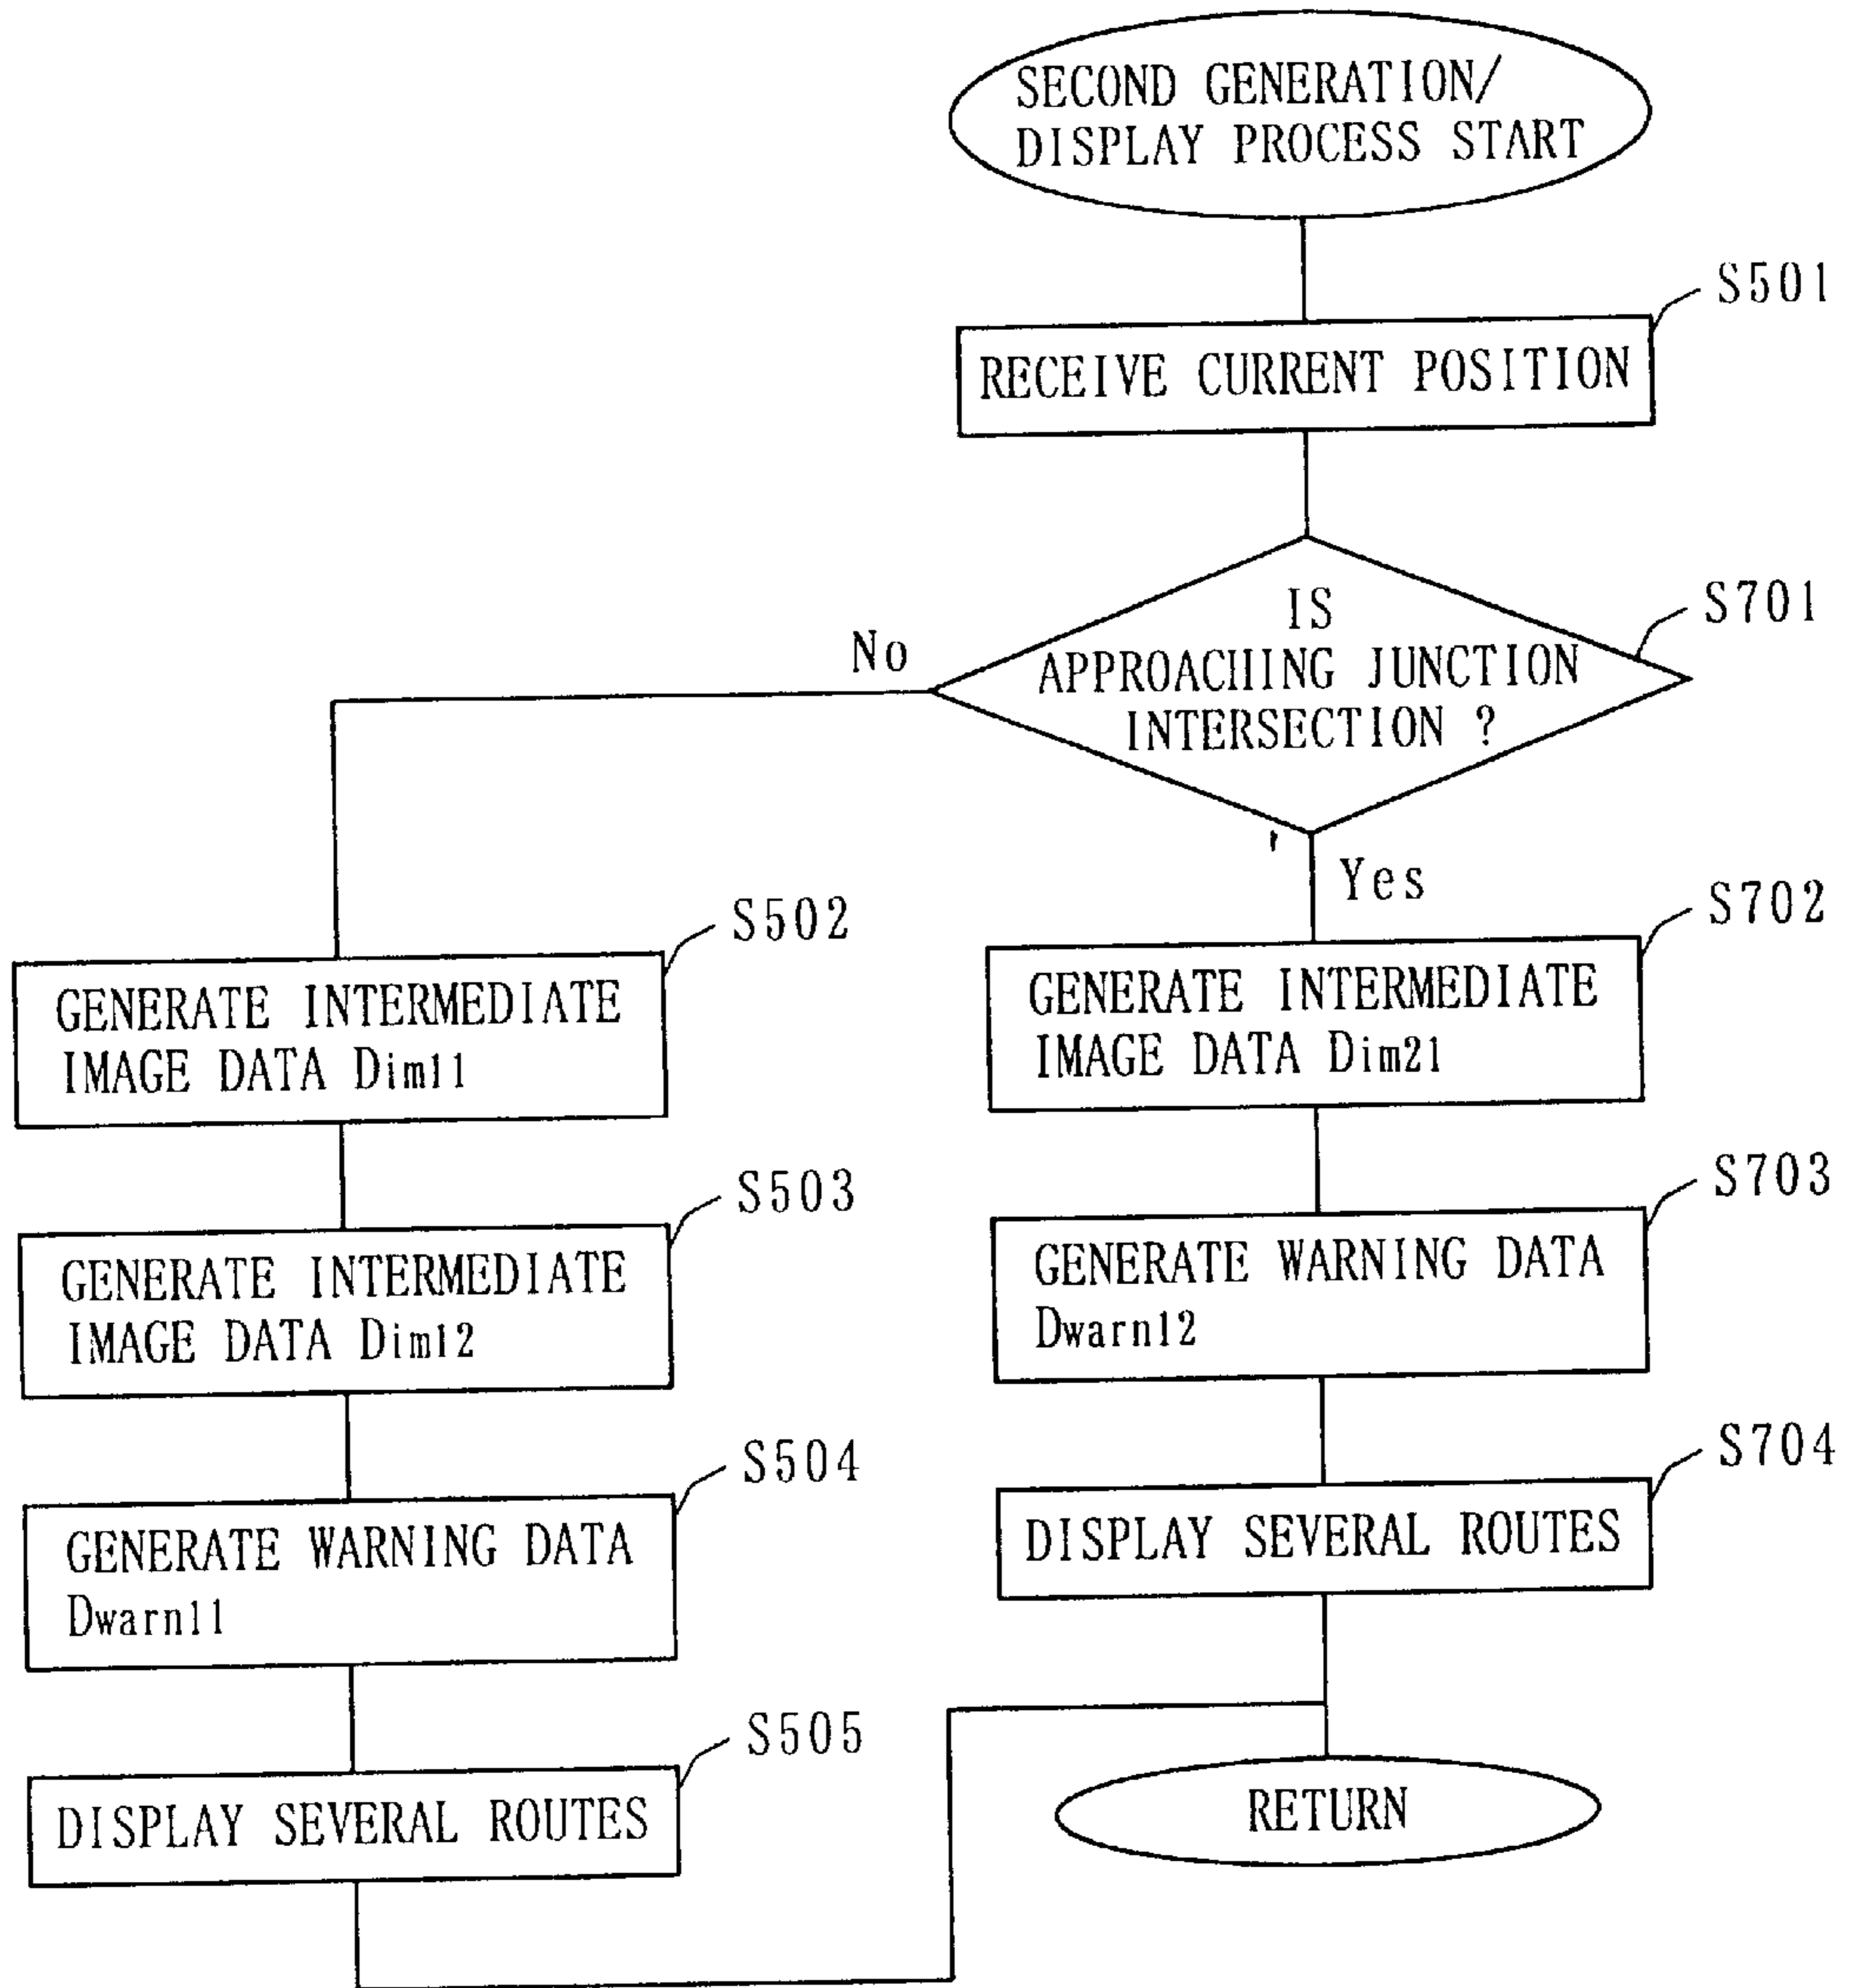 SECOND GENERATION/
DISPLAY PROCESS START
S501
RECEIVE CURRENT POSITION
S701
IS
APPROACHING JUNCTION
INTERSECTION ?
No
Yes
S502
GENERATE INTERMEDIATE
IMAGE DATA Dim11
S503
GENERATE INTERMEDIATE
IMAGE DATA Dim12
S504
GENERATE WARNING DATA
Dwarn11
S505
DISPLAY SEVERAL ROUTES
S702
GENERATE INTERMEDIATE
IMAGE DATA Dim21
S703
GENERATE WARNING DATA
Dwarn12
S704
DISPLAY SEVERAL ROUTES
RETURN